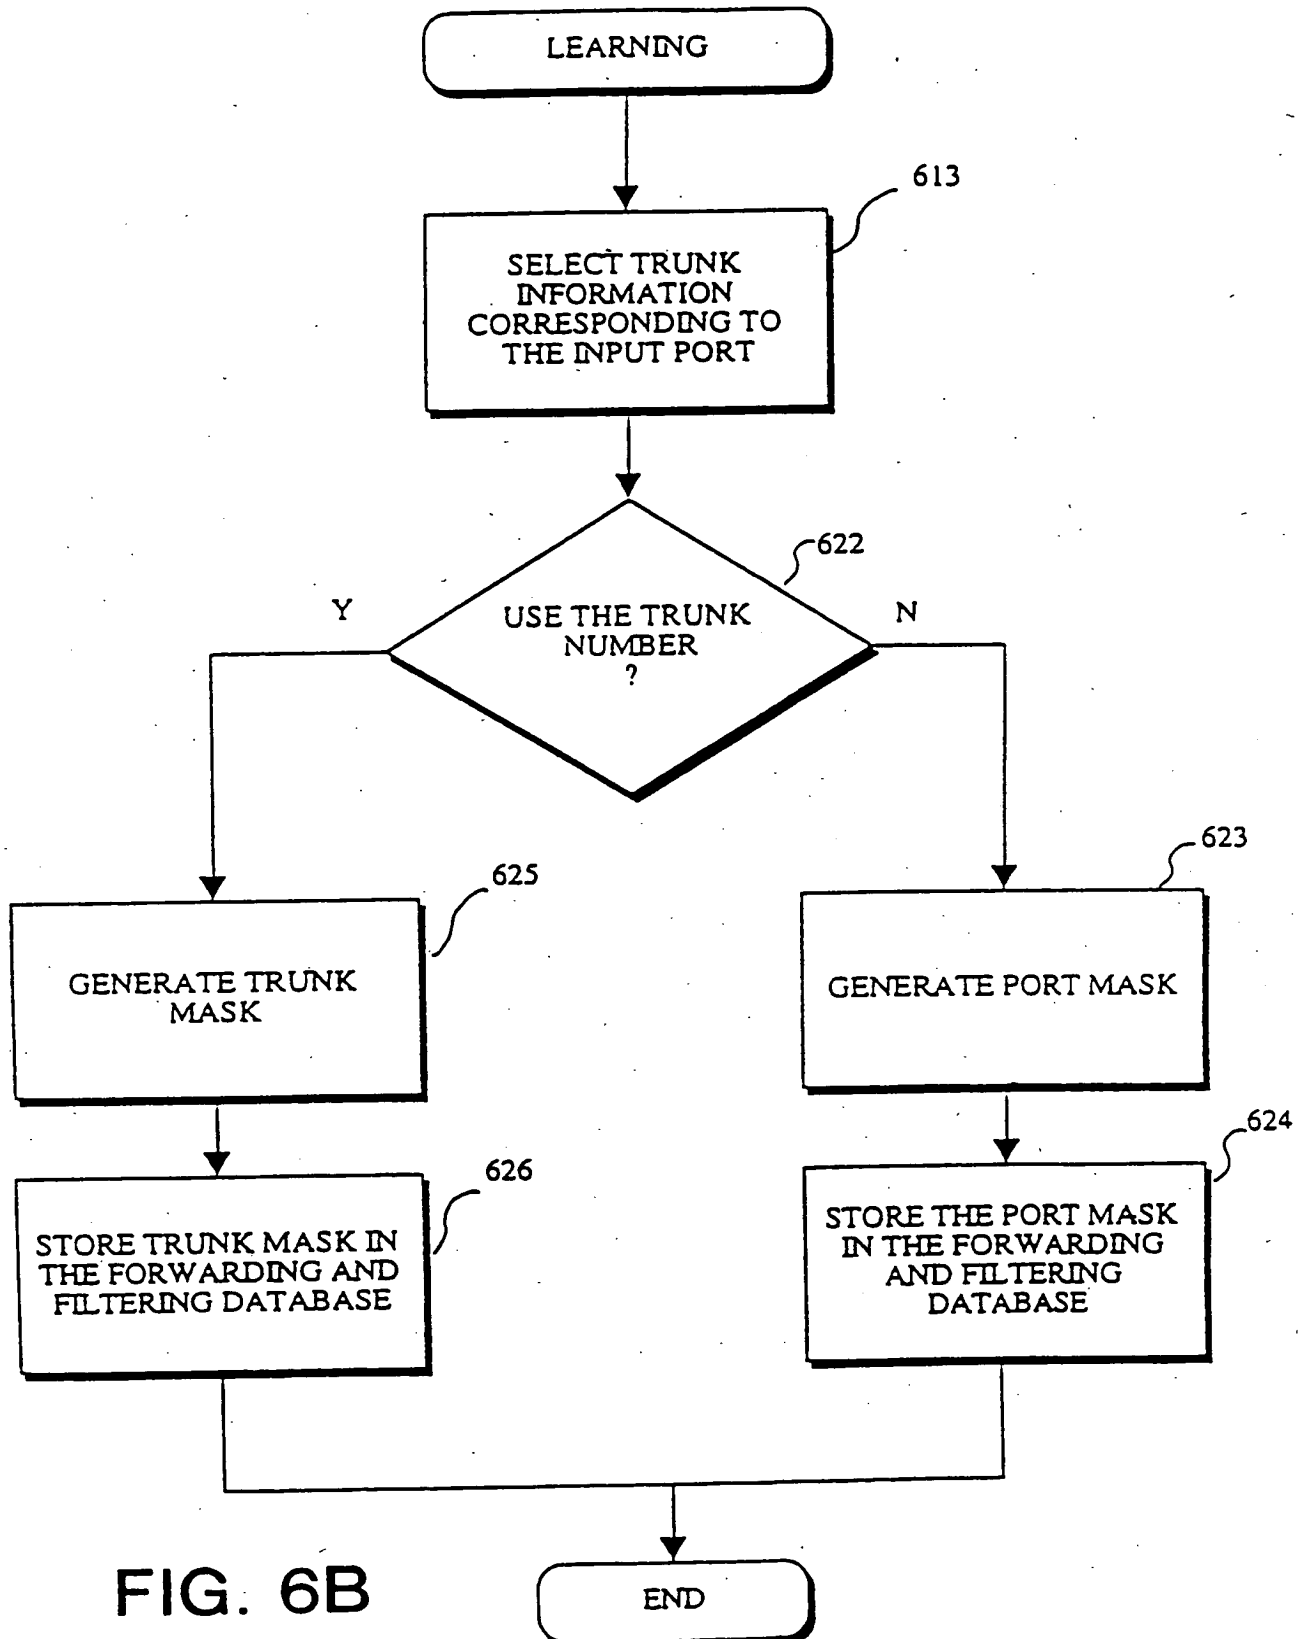 LEARNING
613
SELECT TRUNK
INFORMATION
CORRESPONDING TO
THE INPUT PORT
622
Y
USE THE TRUNK
NUMBER
?
N
625
GENERATE TRUNK
MASK
623
GENERATE PORT MASK
626
STORE TRUNK MASK IN
THE FORWARDING AND
FILTERING DATABASE
624
STORE THE PORT MASK
IN THE FORWARDING
AND FILTERING
DATABASE
END
FIG. 6B